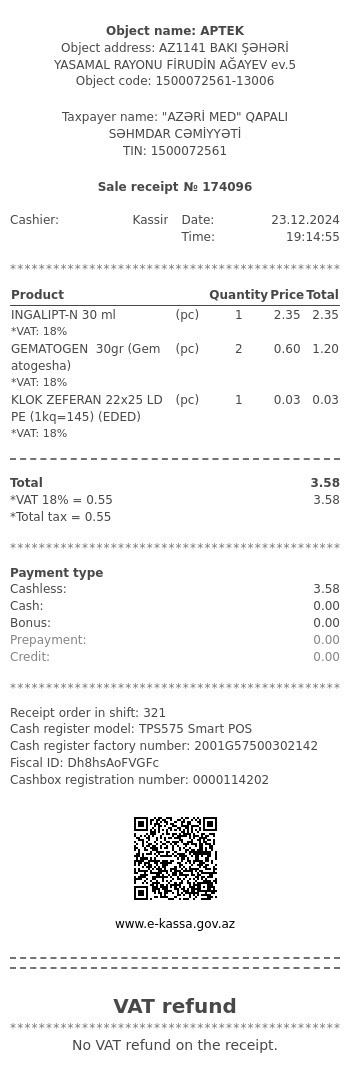 Object name: APTEK
Object address: AZ1141 BAKI ŞƏHƏRİ
YASAMAL RAYONU FİRUDİN AĞAYEV ev.5
Object code: 1500072561-13006
Taxpayer name: "AZƏRİ MED" QAPALI
SƏHMDAR CƏMİYYƏTİ
TIN: 1500072561
Sale receipt № 174096
Cashier: Kassir Date: 23.12.2024
Time: 19:14:55
********************************************
Product Quantity Price Total
INGALIPT-N 30 ml (pc) 1 2.35 2.35
*VAT: 18%
GEMATOGEN 30gr (Gem (pc) 2 0.60 1.20
atogesha)
*VAT: 18%
KLOK ZEFERAN 22x25 LD (pc) 1 0.03 0.03
PE (1kq=145) (EDED)
*VAT: 18%
Total 3.58
*VAT 18% = 0.55 3.58
*Total tax = 0.55
********************************************
Payment type
Cashless: 3.58
Cash: 0.00
Bonus: 0.00
Prepayment: 0.00
Credit: 0.00
********************************************
Receipt order in shift: 321
Cash register model: TPS575 Smart POS
Cash register factory number: 2001G57500302142
Fiscal ID: Dh8hsAoFVGFc
Cashbox registration number: 0000114202
www.e-kassa.gov.az
VAT refund
********************************************
No VAT refund on the receipt.